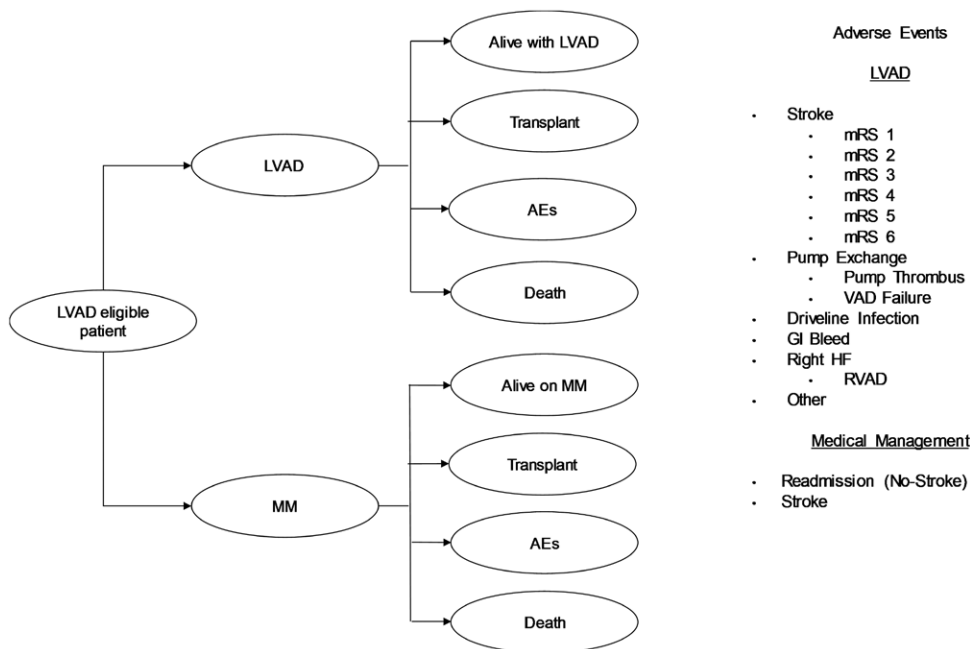 Alive with LVAD
Transplant
LVAD
AEs
Death
LVAD eligible
patient
Alive on MM
Transplant
MM
AEs
Death
Adverse Events
LVAD
· Stroke
· mRS 1
· mRS 2
· mRS 3
· mRS 4
· mRS 5
· mRS 6
· Pump Exchange
· Pump Thrombus
· VAD Failure
· Driveline Infection
· GI Bleed
· Right HF
· RVAD
· Other
Medical Management
· Readmission (No-Stroke)
· Stroke